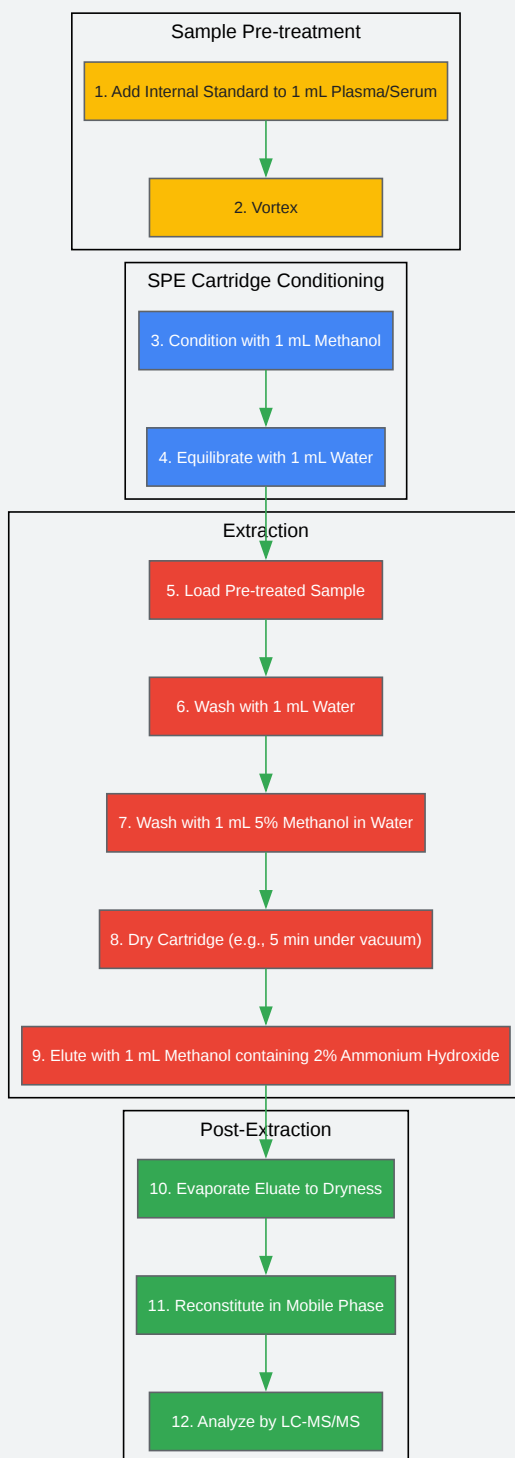 Sample Pre-treatment
1. Add Internal Standard to 1 mL Plasma/Serum
2. Vortex
SPE Cartridge Conditioning
3. Condition with 1 mL Methanol
4. Equilibrate with 1 mL Water
Extraction
5. Load Pre-treated Sample
6. Wash with 1 mL Water
7. Wash with 1 mL 5% Methanol in Water
8. Dry Cartridge (e.g., 5 min under vacuum)
9. Elute with 1 mL Methanol containing 2% Ammonium Hydroxide
Post-Extraction
10. Evaporate Eluate to Dryness
11. Reconstitute in Mobile Phase
12. Analyze by LC-MS/MS